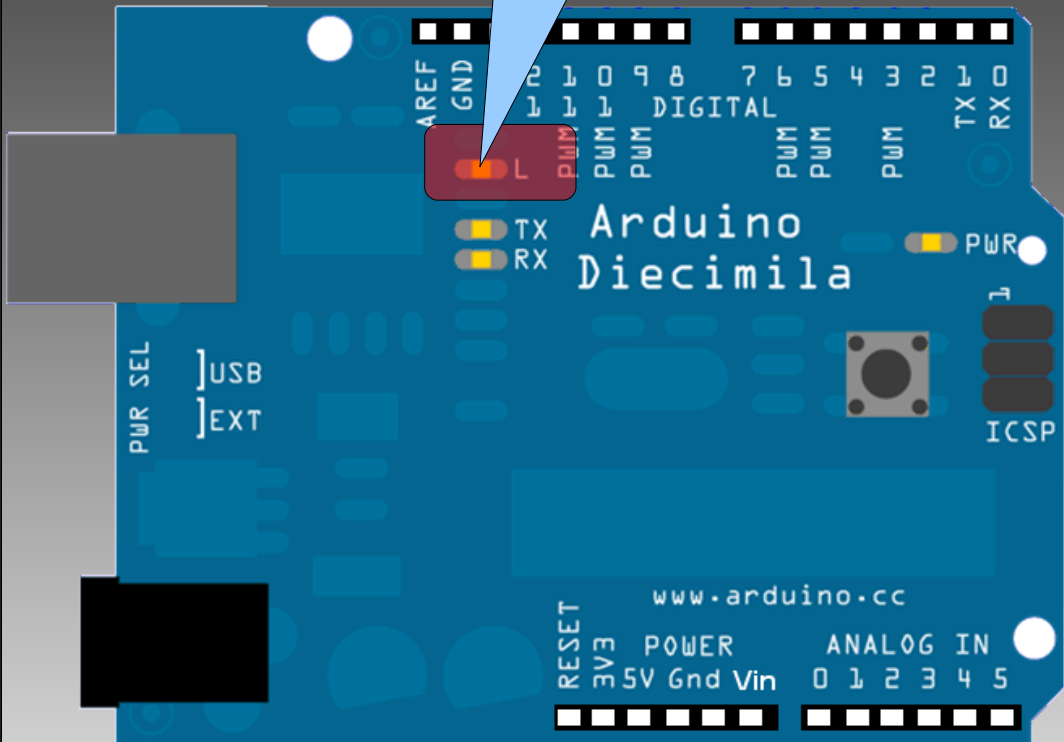 AREF
GND
2 1 0 9 8 7 6 5 4 3 2 1 0
1 1 1 DIGITAL
TX
RX
PWM PWM PWM PWM PWM PWM
L
TX
RX
Arduino
Diecimila
PWR
1
ICSP
PWR SEL
USB
EXT
www.arduino.cc
RESET
3V3
POWER ANALOG IN
5V Gnd Vin 0 1 2 3 4 5